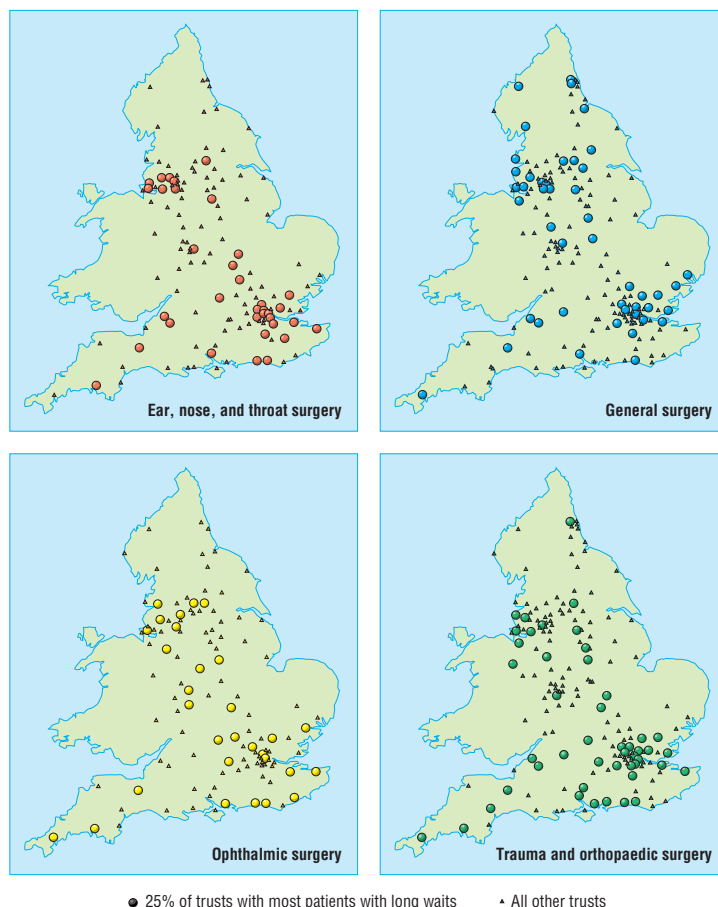 Ear, nose, and throat surgery
General surgery
Ophthalmic surgery
Trauma and orthopaedic surgery
25% of trusts with most patients with long waits
All other trusts